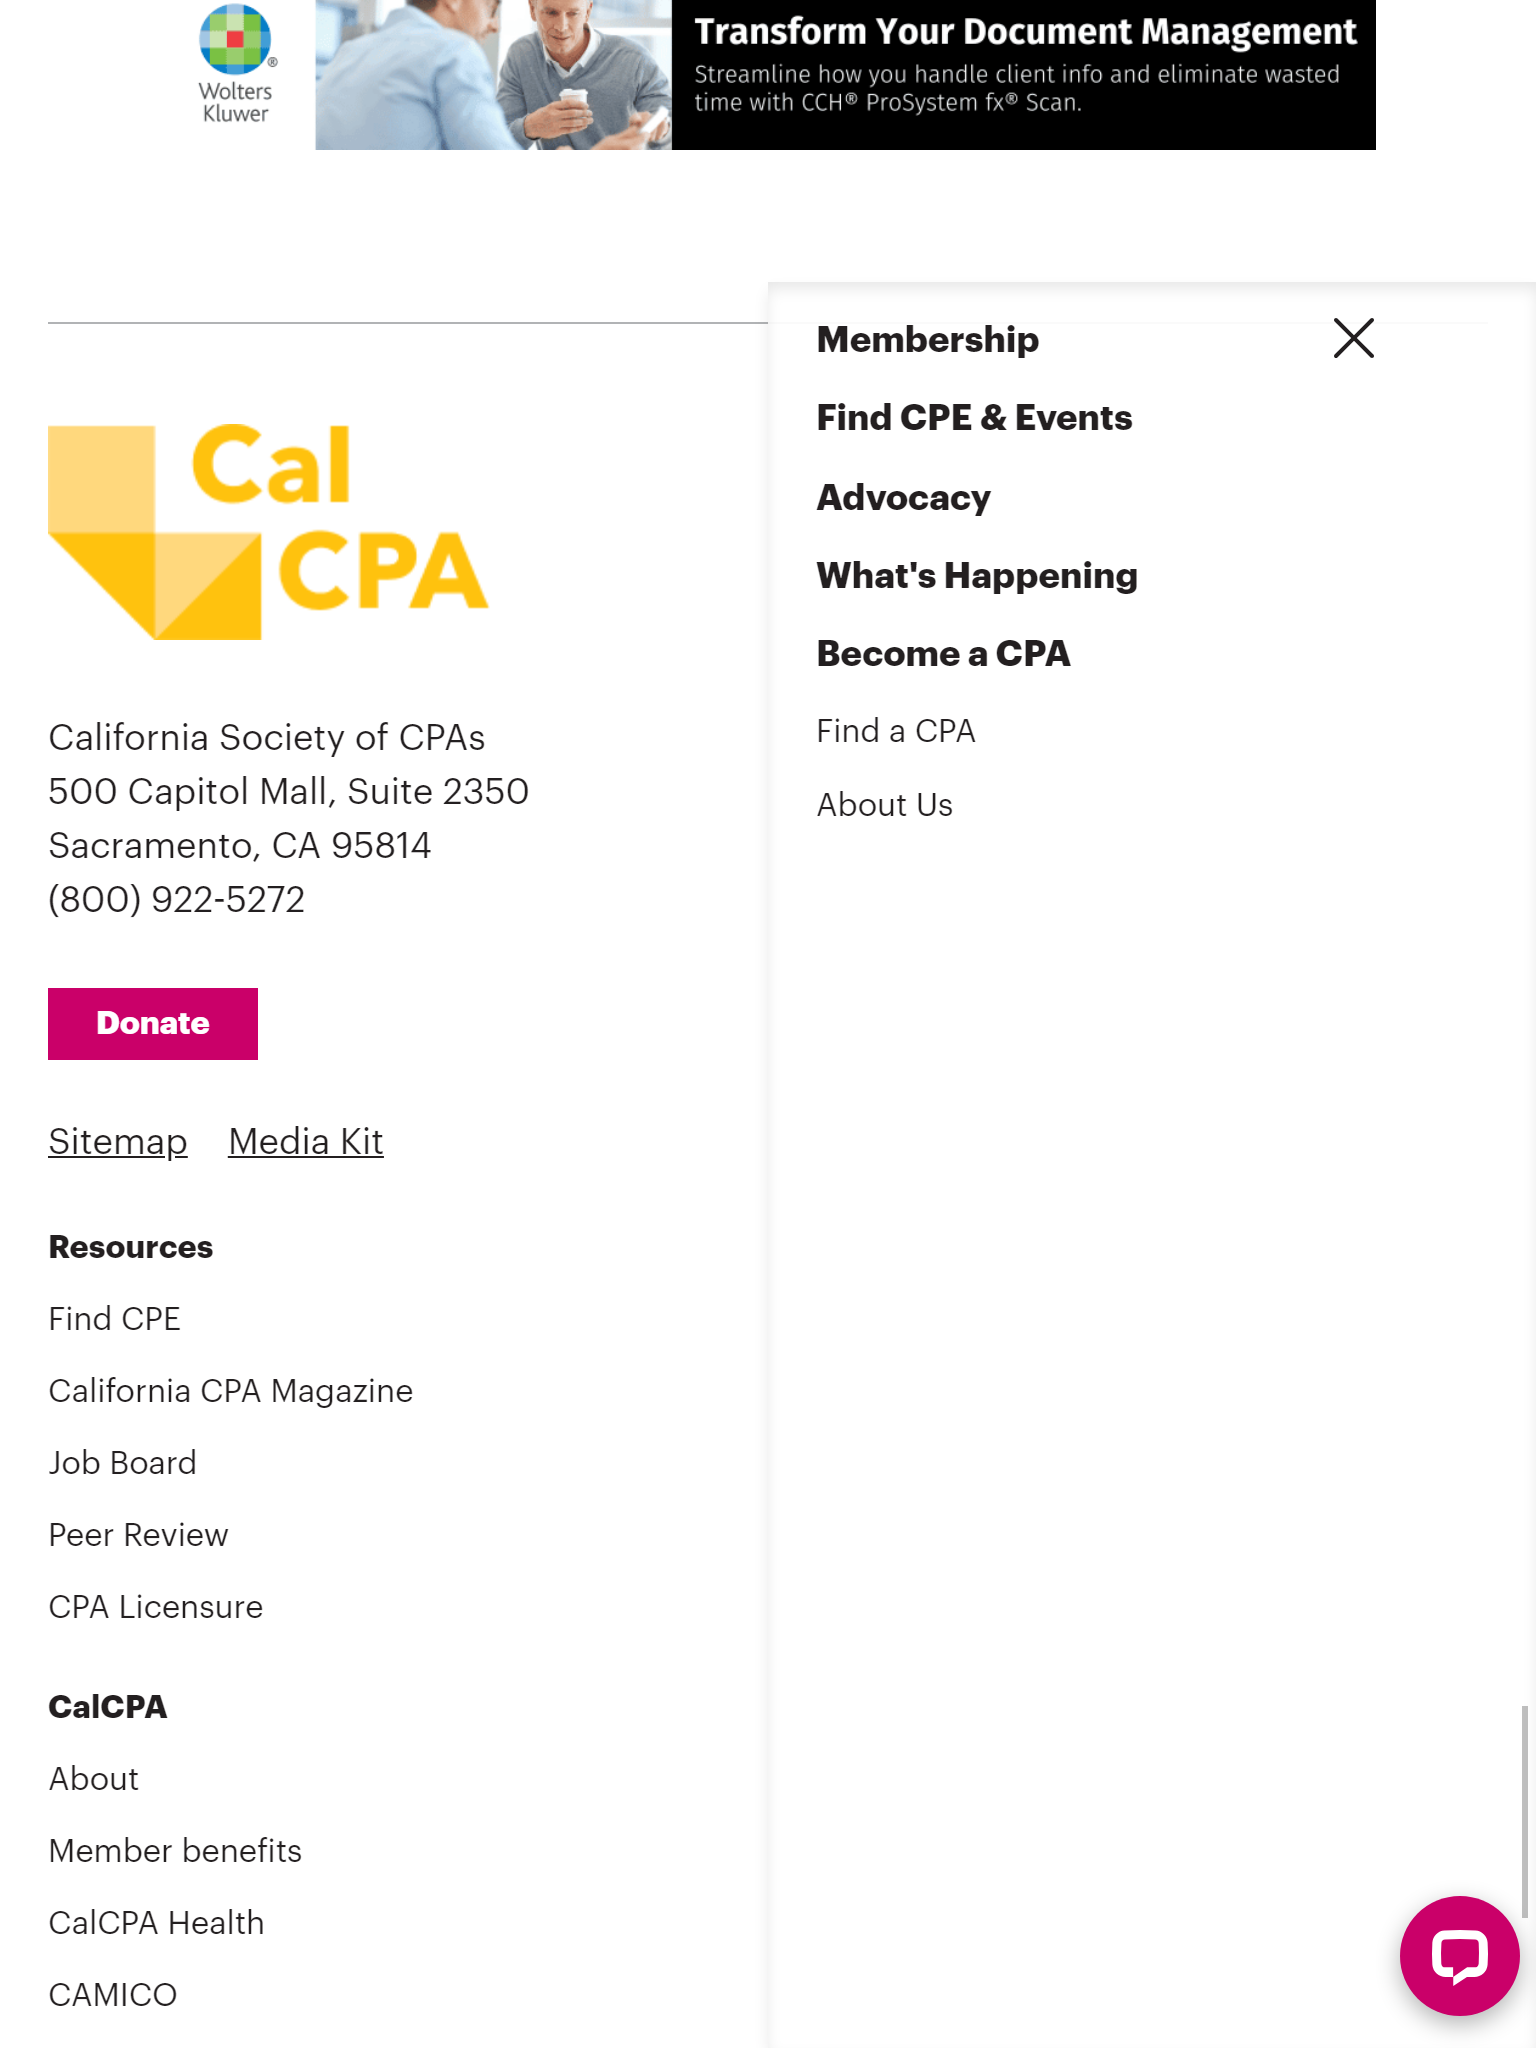 Wolters
Kluwer
®
Transform Your Document Management
Streamline how you handle client info and eliminate wasted
time with CCH® ProSystem fx® Scan.
Cal
CPA
California Society of CPAs
500 Capitol Mall, Suite 2350
Sacramento, CA 95814
(800) 922-5272
Donate
Sitemap Media Kit
Resources
Find CPE
California CPA Magazine
Job Board
Peer Review
CPA Licensure
CalCPA
About
Member benefits
CalCPA Health
CAMICO
Membership
Find CPE & Events
Advocacy
What's Happening
Become a CPA
Find a CPA
About Us